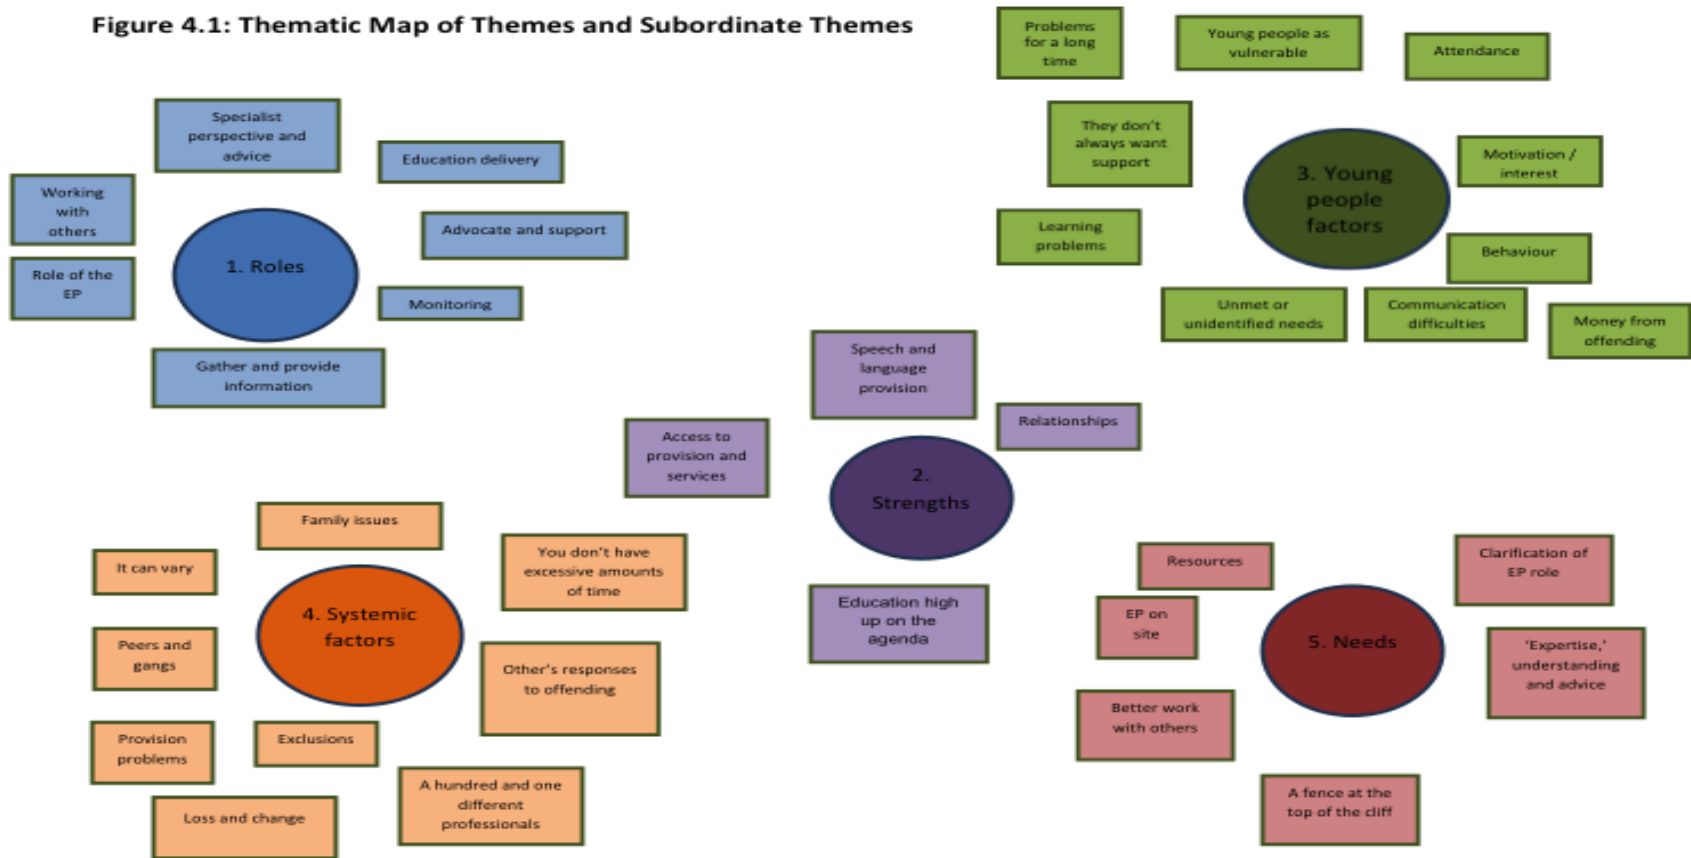 Figure 4.1: Thematic Map of Themes and Subordinate Themes
Specialist
perspective and
advice
Education delivery
Working
with
others
Advocate and support
1. Roles
Role of the
EP
Monitoring
Gather and provide
information
Problems
for a long
time
Young people as
vulnerable
Attendance
They don't
always want
support
Motivation /
interest
3. Young
people
factors
Learning
problems
Behaviour
Unmet or
unidentified needs
Communication
difficulties
Money from
offending
Speech and
language
provision
Relationships
Access to
provision and
services
2.
Strengths
Education high
up on the
agenda
Family issues
It can vary
You don't have
excessive amounts
of time
4. Systemic
factors
Peers and
gangs
Other's responses
to offending
Provision
problems
Exclusions
Loss and change
A hundred and one
different
professionals
Resources
Clarification of
EP role
EP on
site
5. Needs
'Expertise,'
understanding
and advice
Better work
with others
A fence at the
top of the cliff